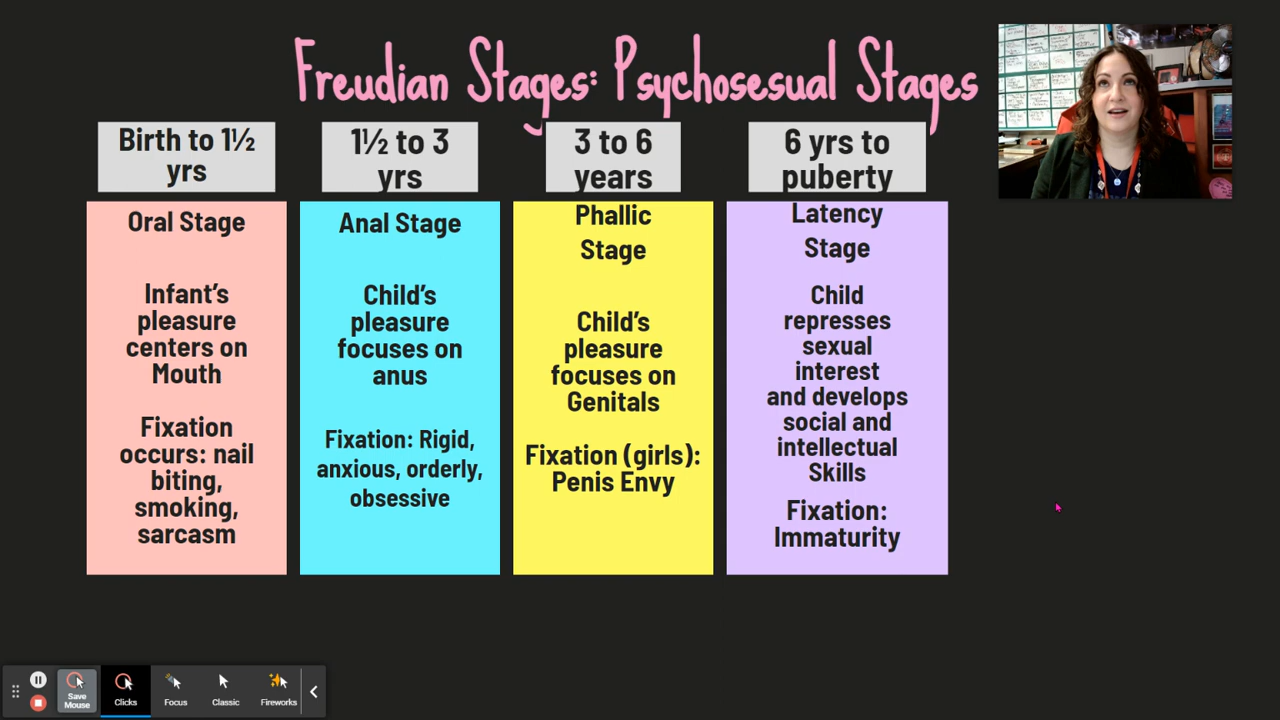 Freudian Stages: Psychosesual Stages
Birth to 1½
yrs
1½ to 3
yrs
3 to 6
years
6 yrs to
puberty
Oral Stage
Infant's
pleasure
centers on
Mouth
Fixation
occurs: nail
biting,
smoking,
sarcasm
Anal Stage
Child's
pleasure
focuses on
anus
Fixation: Rigid,
anxious, orderly,
obsessive
Phallic
Stage
Child's
pleasure
focuses on
Genitals
Fixation (girls):
Penis Envy
Latency
Stage
Child
represses
sexual
interest
and develops
social and
intellectual
Skills
Fixation:
Immaturity
Save
Mouse
Clicks
Focus
Classic
Fireworks